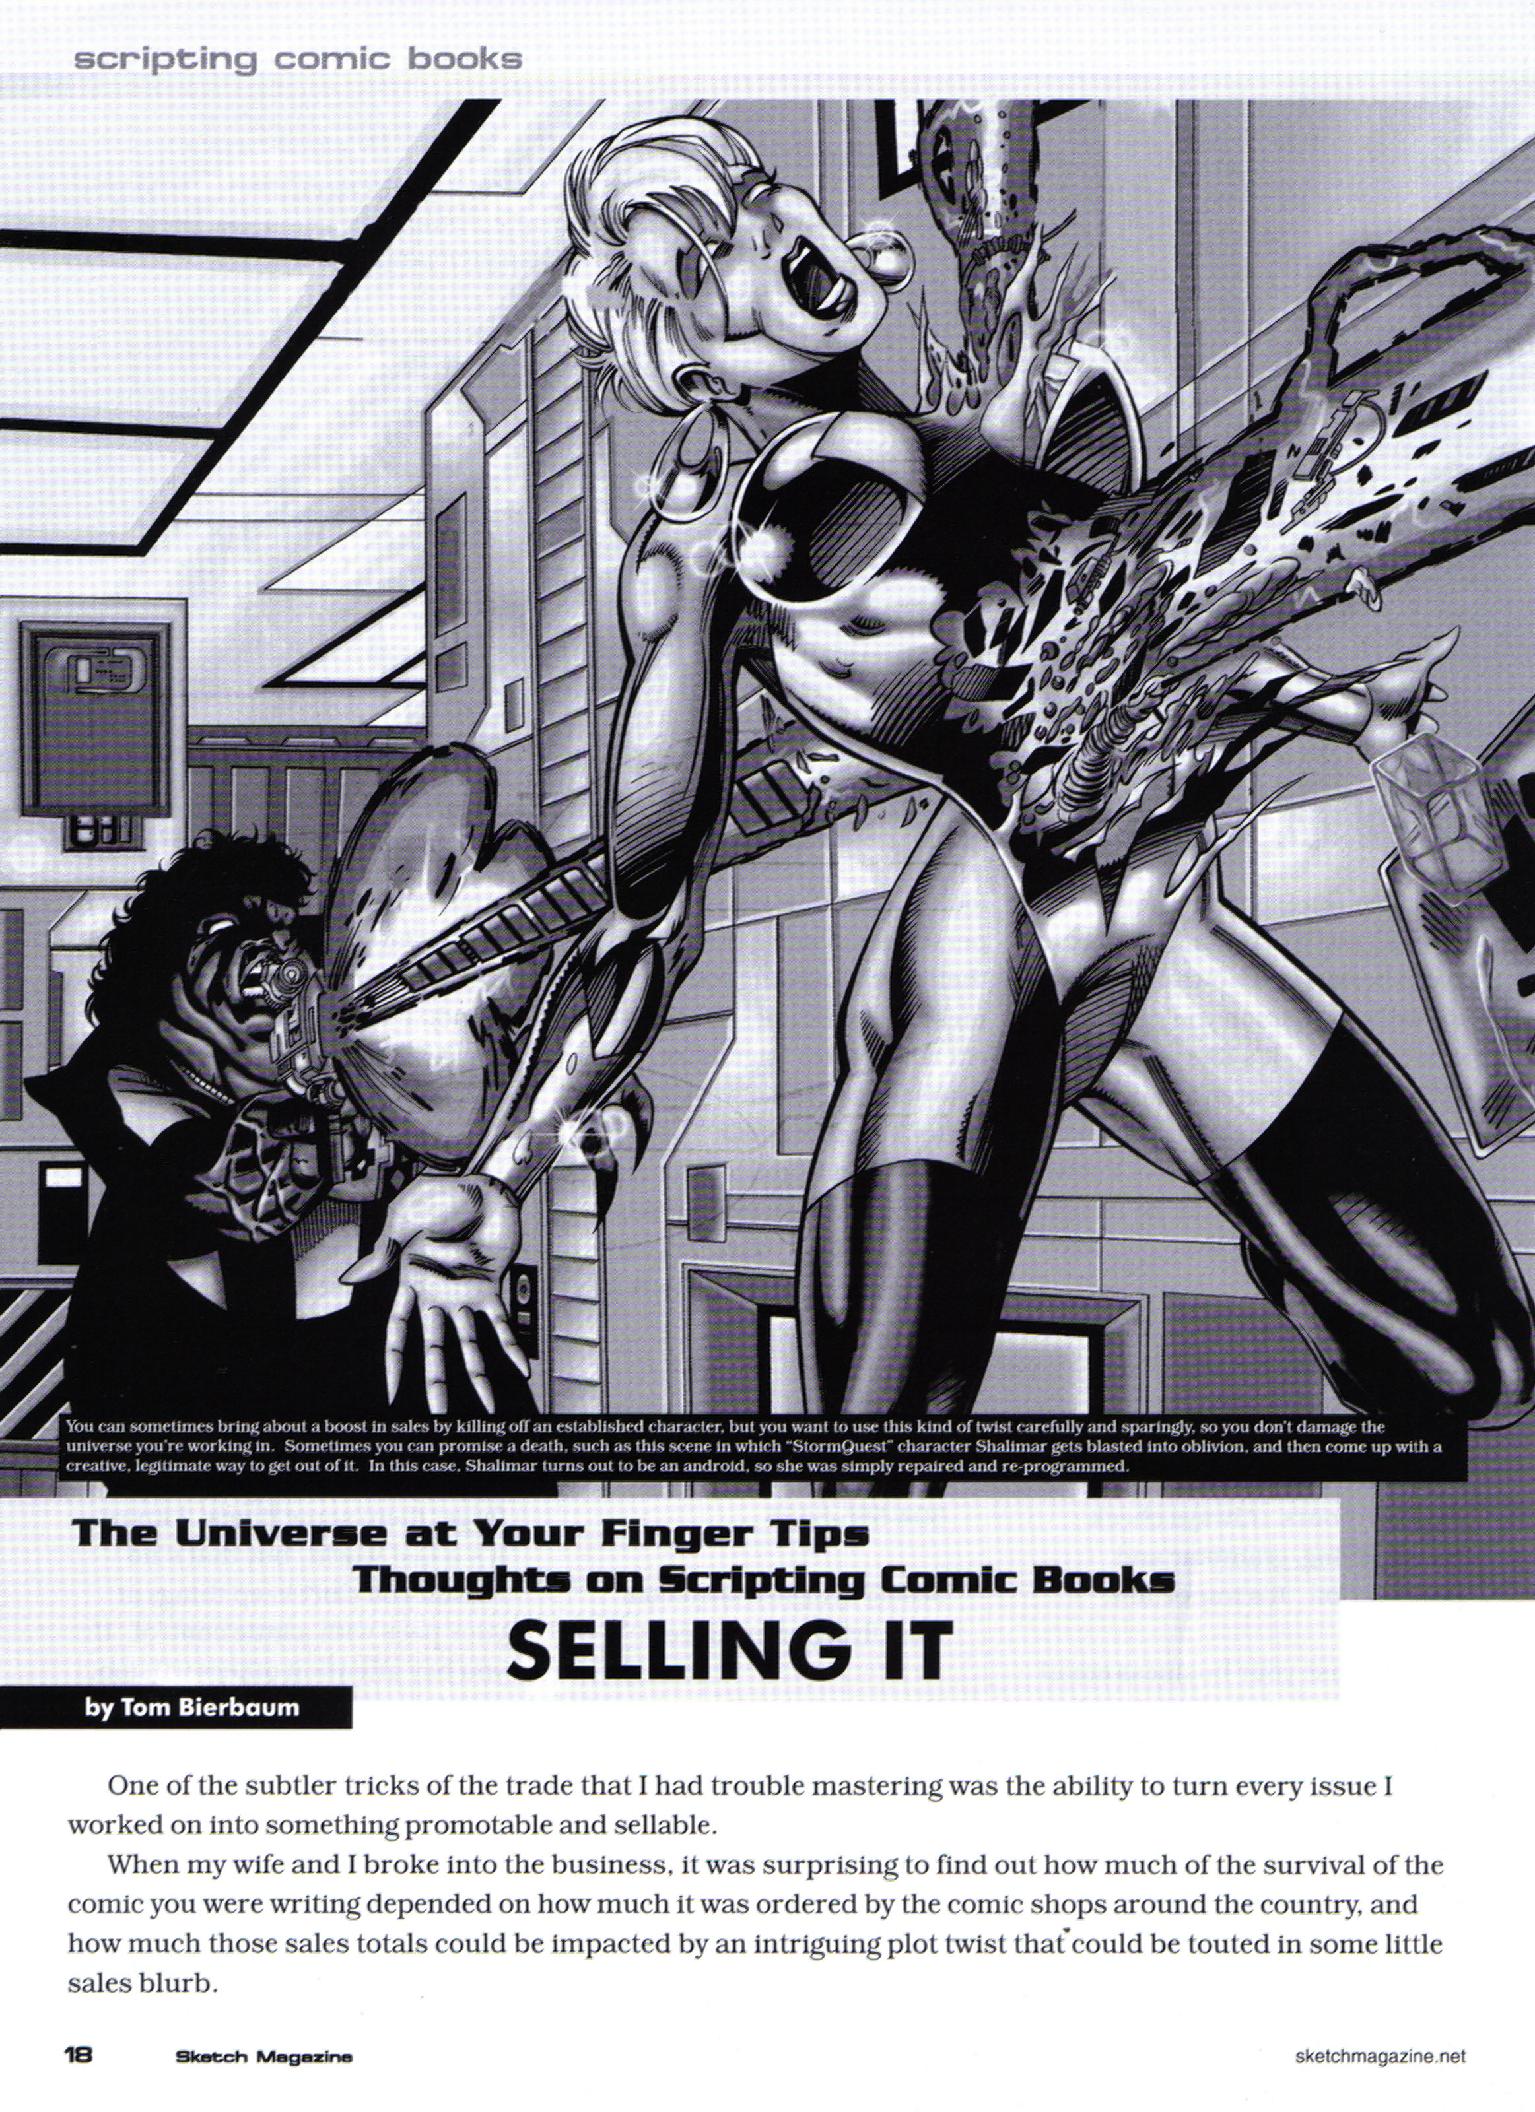 scripting comic books
You can sometimes bring about a boost in sales by killing off an established character, but you want to use this kind of twist carefully and sparingly, so you don't damage the
universe you're working in. Sometimes you can promise a death, such as this scene in which "StormQuest" character Shalimar gets blasted into oblivion, and then come up with a
creative, legitimate way to get out of it. In this case, Shalimar turns out to be an android, so she was simply repaired and re-programmed.
The Universe at Your Finger Tips
Thoughts on Scripting Comic Books
SELLING IT
by Tom Bierbaum
One of the subtler tricks of the trade that I had trouble mastering was the ability to turn every issue I
worked on into something promotable and sellable.
When my wife and I broke into the business, it was surprising to find out how much of the survival of the
comic you were writing depended on how much it was ordered by the comic shops around the country, and
how much those sales totals could be impacted by an intriguing plot twist that could be touted in some little
sales blurb.
18 Sketch Magazine sketchmagazine.net